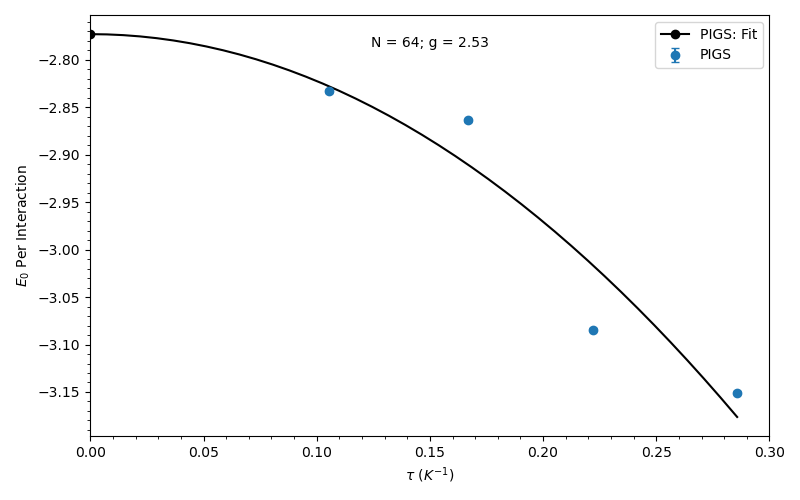 N = 64; g = 2.53
PIGS: Fit
PIGS
E₀ Per Interaction
−2.80
−2.85
−2.90
−2.95
−3.00
−3.05
−3.10
−3.15
0.00 0.05 0.10 0.15 0.20 0.25 0.30
τ (K⁻¹)